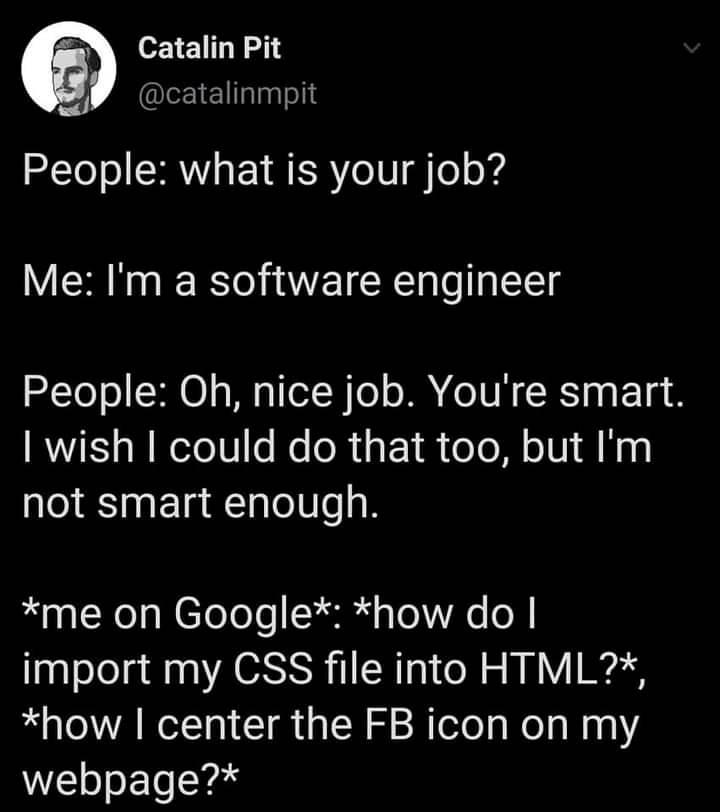 Catalin Pit
@catalinmpit
People: what is your job?
Me: I'm a software engineer
People: Oh, nice job. You're smart.
I wish I could do that too, but I'm
not smart enough.
*me on Google*: *how do I
import my CSS file into HTML?*,
*how I center the FB icon on my
webpage?*